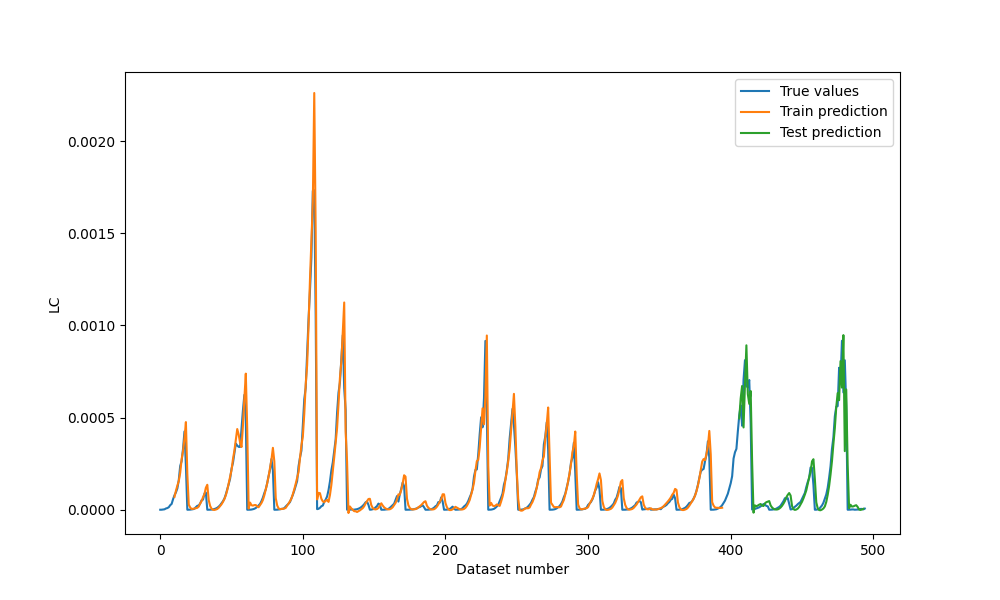 True values
Train prediction
Test prediction
0.0020
0.0015
0.0010
0.0005
0.0000
LC
0 100 200 300 400 500
Dataset number